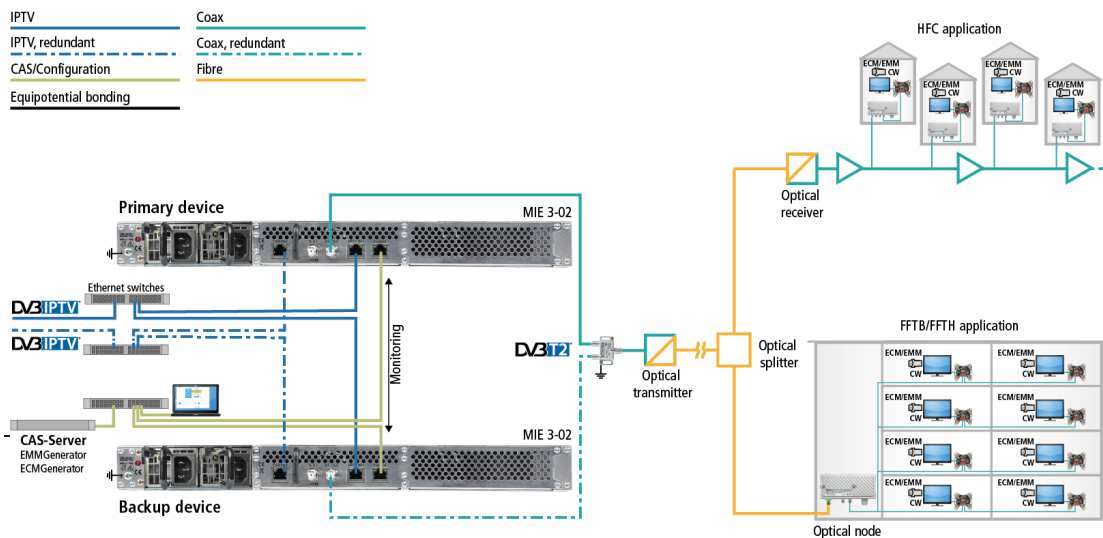 IPTV
Coax
IPTV, redundant
Coax, redundant
CAS/Configuration
Fibre
Equipotential bonding
HFC application
ECM/EMM
CW
ECM/EMM
CW
ECM/EMM
CW
ECM/EMM
CW
Optical
receiver
Primary device
MIE 3-02
Ethernet switches
DVB IPTV
DVB IPTV
Monitoring
DVB T2
Optical
transmitter
Optical
splitter
FFTB/FFTH application
ECM/EMM
CW
ECM/EMM
CW
ECM/EMM
CW
ECM/EMM
CW
ECM/EMM
CW
ECM/EMM
CW
ECM/EMM
CW
ECM/EMM
CW
Optical node
CAS-Server
EMMGenerator
ECMGenerator
MIE 3-02
Backup device